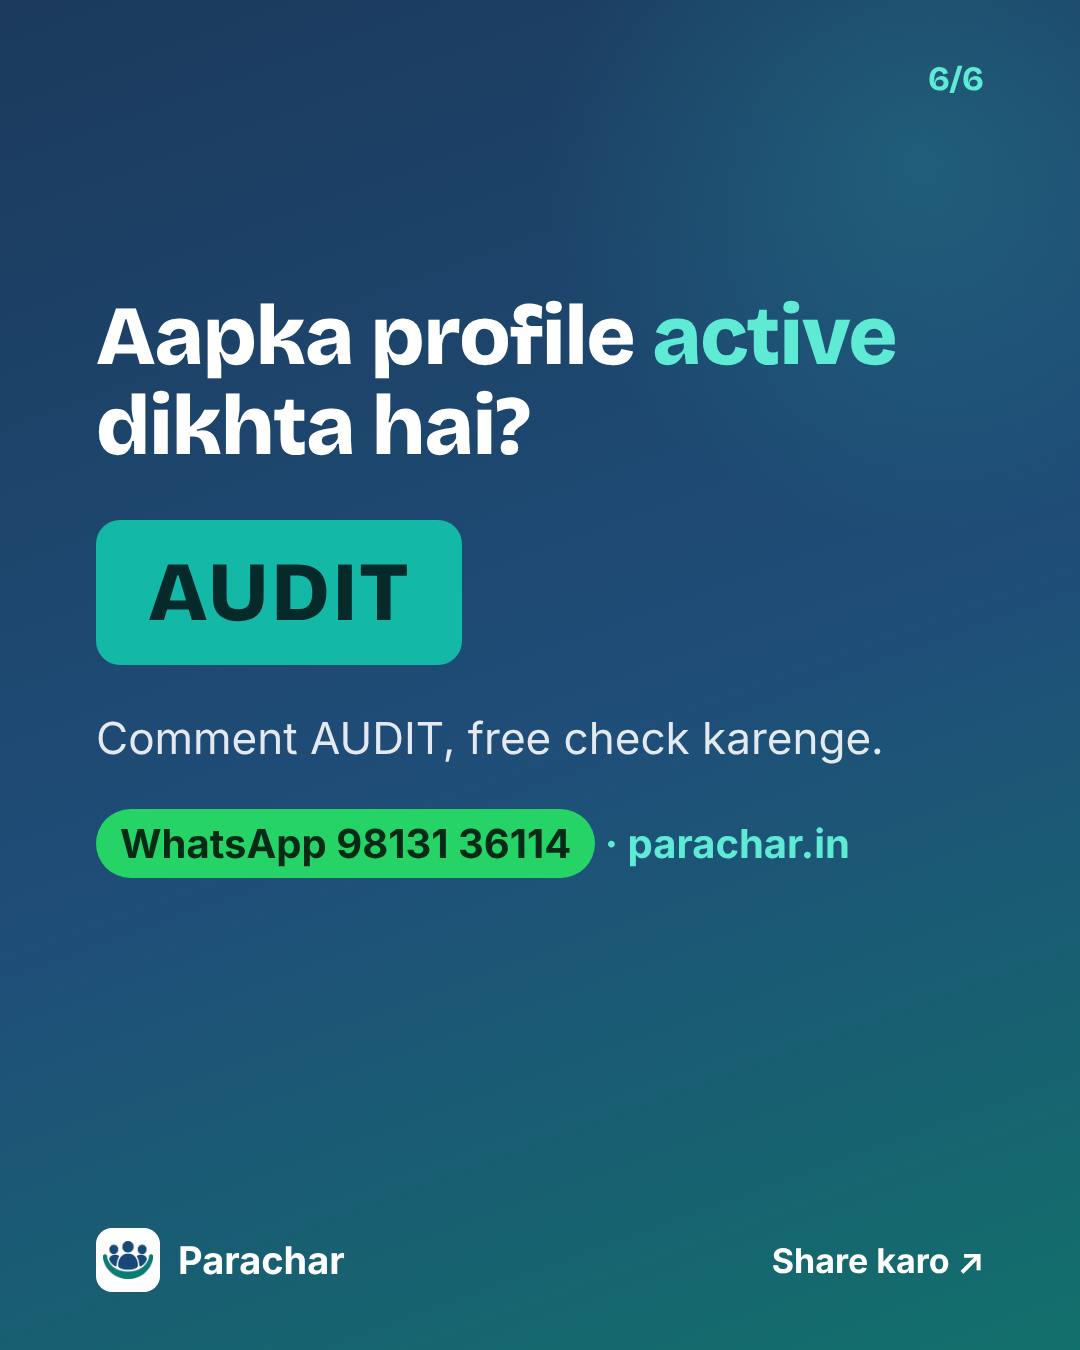 6/6
Aapka profile active
dikhta hai?
AUDIT
Comment AUDIT, free check karenge.
WhatsApp 98131 36114 · parachar.in
Parachar
Share karo ↗